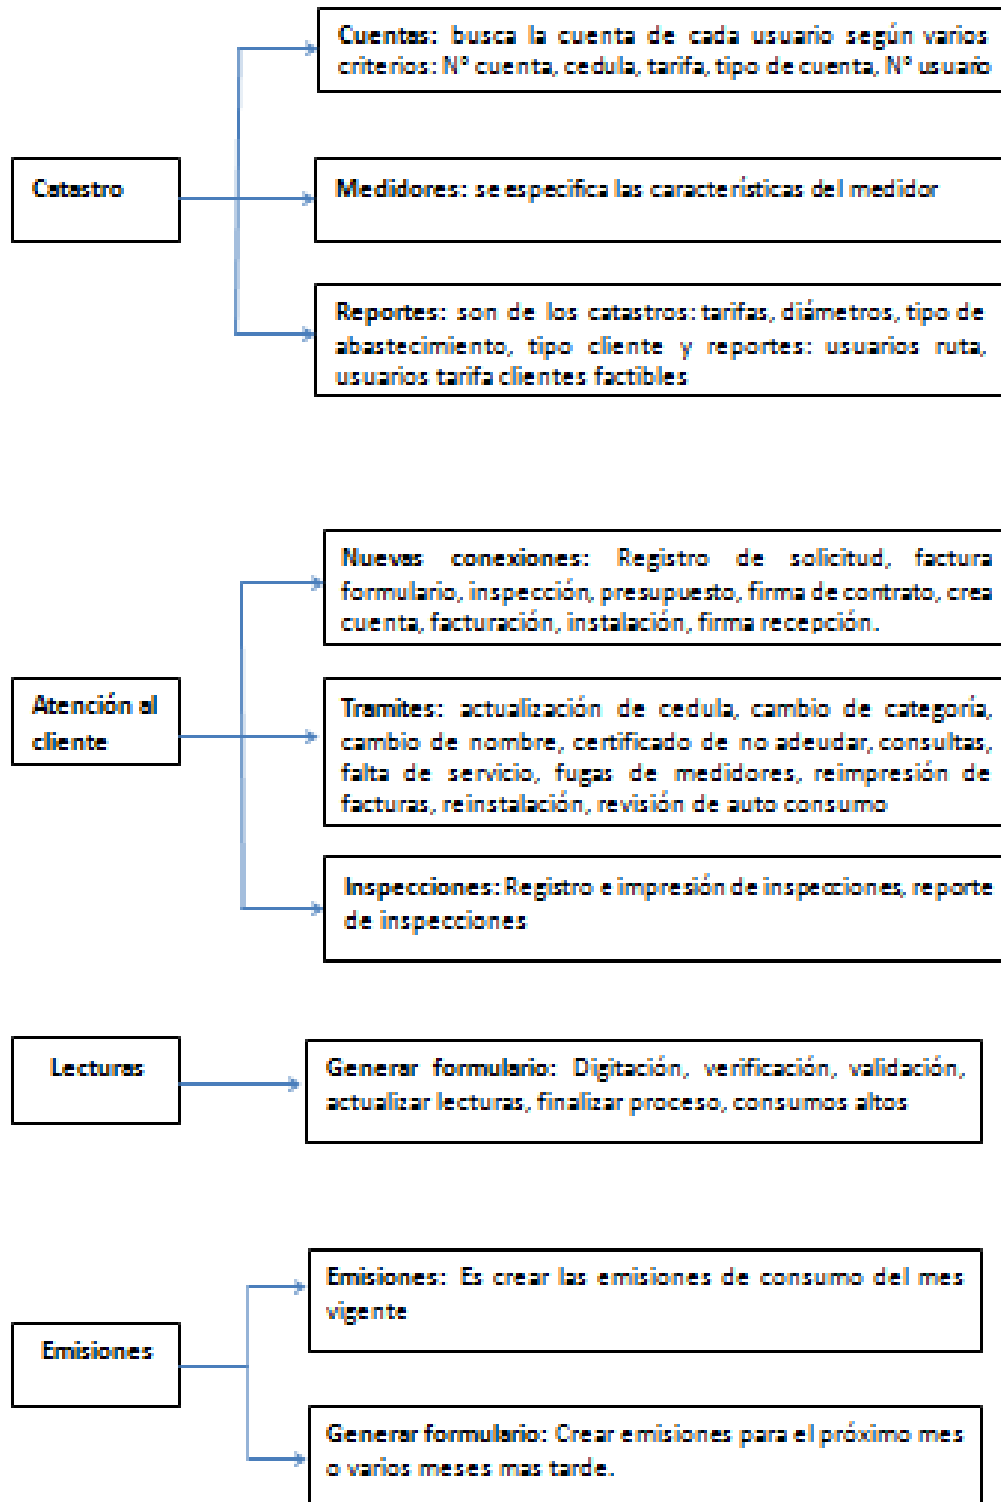 Cuentas: busca la cuenta de cada usuario según varios
criterios: Nº cuenta, cedula, tarifa, tipo de cuenta, Nº usuario
Catastro
Medidores: se especifica las características del medidor
Reportes: son de los catastros: tarifas, diámetros, tipo de
abastecimiento, tipo cliente y reportes: usuarios ruta,
usuarios tarifa clientes factibles
Nuevas conexiones: Registro de solicitud, factura
formulario, inspección, presupuesto, firma de contrato, crea
cuenta, facturación, instalación, firma recepción.
Atención al
cliente
Tramites: actualización de cedula, cambio de categoría,
cambio de nombre, certificado de no adeudar, consultas,
falta de servicio, fugas de medidores, reimpresión de
facturas, reinstalación, revisión de auto consumo
Inspecciones: Registro e impresión de inspecciones, reporte
de inspecciones
Lecturas
Generar formulario: Digitación, verificación, validación,
actualizar lecturas, finalizar proceso, consumos altos
Emisiones: Es crear las emisiones de consumo del mes
vigente
Emisiones
Generar formulario: Crear emisiones para el próximo mes
o varios meses mas tarde.